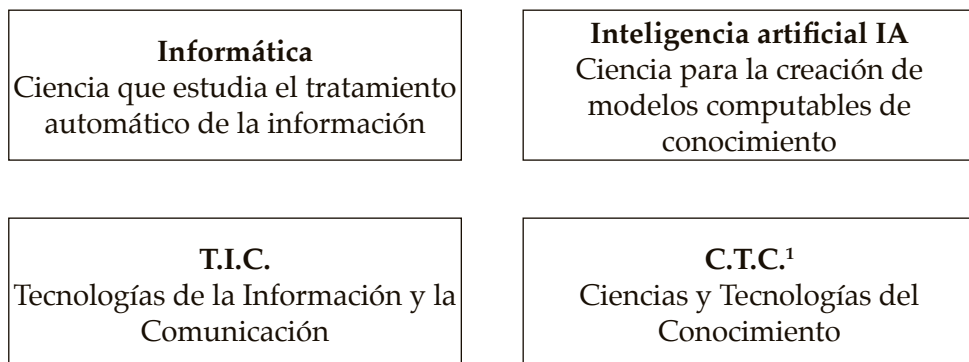 Informática
Ciencia que estudia el tratamiento
automático de la información
Inteligencia artificial IA
Ciencia para la creación de
modelos computables de
conocimiento
T.I.C.
Tecnologías de la Información y la
Comunicación
C.T.C.¹
Ciencias y Tecnologías del
Conocimiento